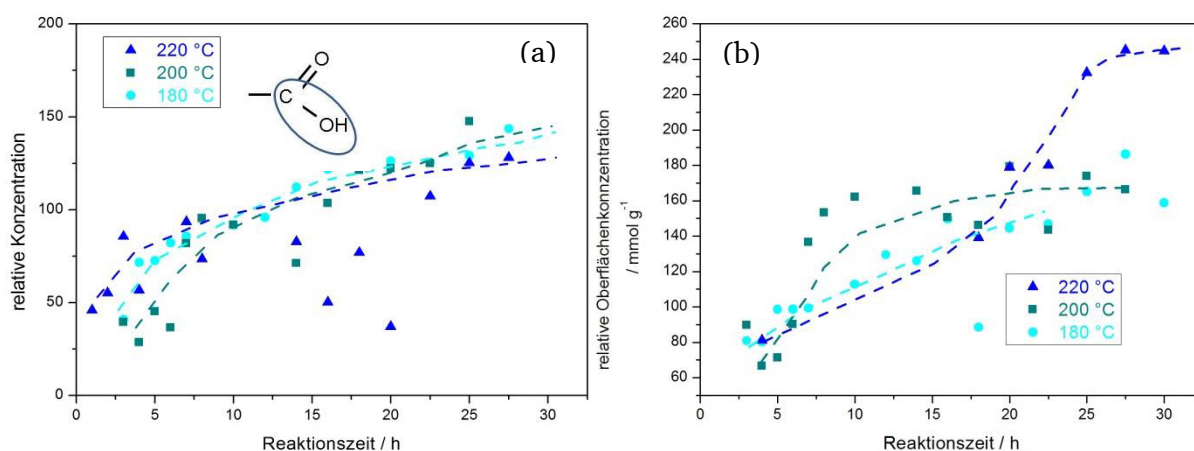 (a)
220 °C
200 °C
180 °C
O
C
OH
relative Konzentration
200
150
100
50
0
0 5 10 15 20 25 30
Reaktionszeit / h
(b)
relative Oberflächenkonnzentration
/ mmol g⁻¹
260
240
220
200
180
160
140
120
100
80
60
220 °C
200 °C
180 °C
0 5 10 15 20 25 30
Reaktionszeit / h